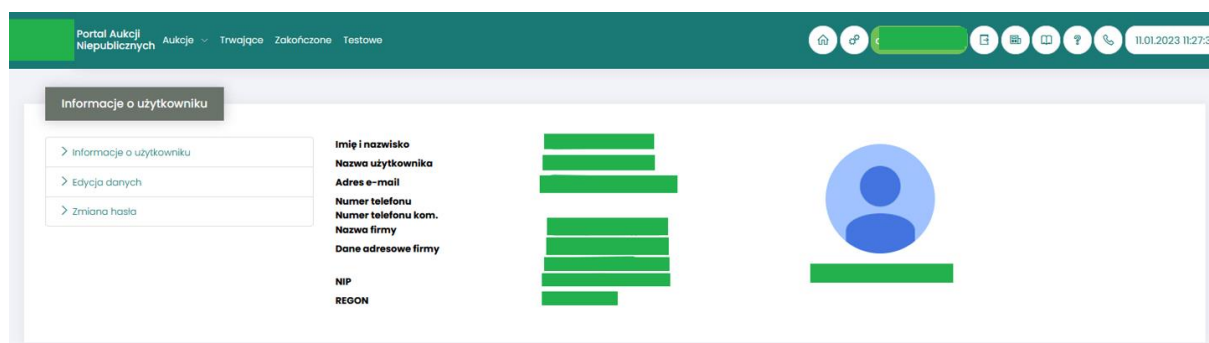 Portal Aukcji
Niepublicznych
Aukcje Trwające Zakończone Testowe
11.01.2023 11:27:3
Informacje o użytkowniku
Informacje o użytkowniku
Edycja danych
Zmiana hasła
Imię i nazwisko
Nazwa użytkownika
Adres e-mail
Numer telefonu
Numer telefonu kom.
Nazwa firmy
Dane adresowe firmy
NIP
REGON